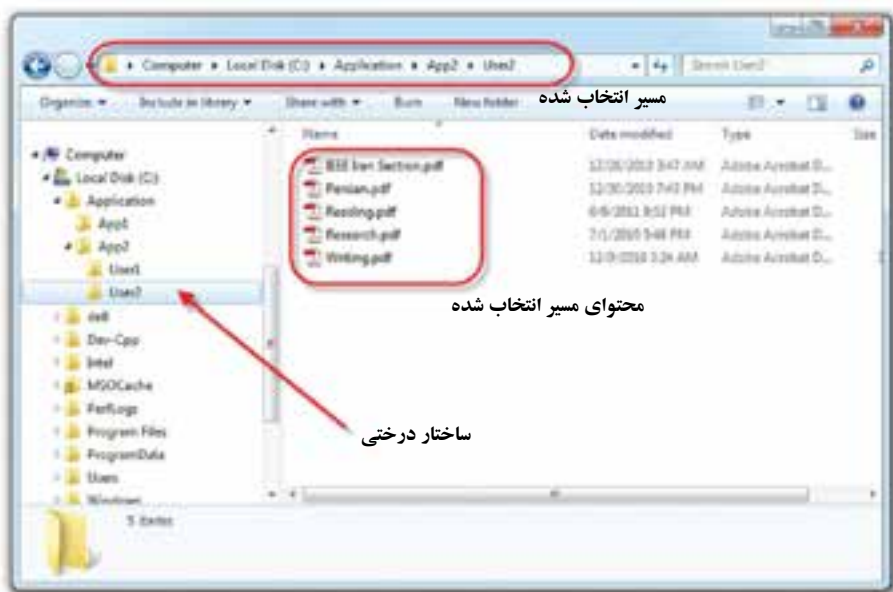 Computer ▸ Local Disk (C:) ▸ Application ▸ App2 ▸ User2
Search User2
Organize Include in library Share with Burn New folder
مسیر انتخاب شده
Name Date modified Type Size
Computer
Local Disk (C:)
Application
App1
App2
User1
User2
dell
Dev-Cpp
Intel
MSOCache
PerfLogs
Program Files
ProgramData
Users
Windows
IEEE Iran Section.pdf Adobe Acrobat D...
Persian.pdf Adobe Acrobat D...
Reading.pdf Adobe Acrobat D...
Research.pdf Adobe Acrobat D...
Writing.pdf Adobe Acrobat D...
محتوای مسیر انتخاب شده
ساختار درختی
5 items